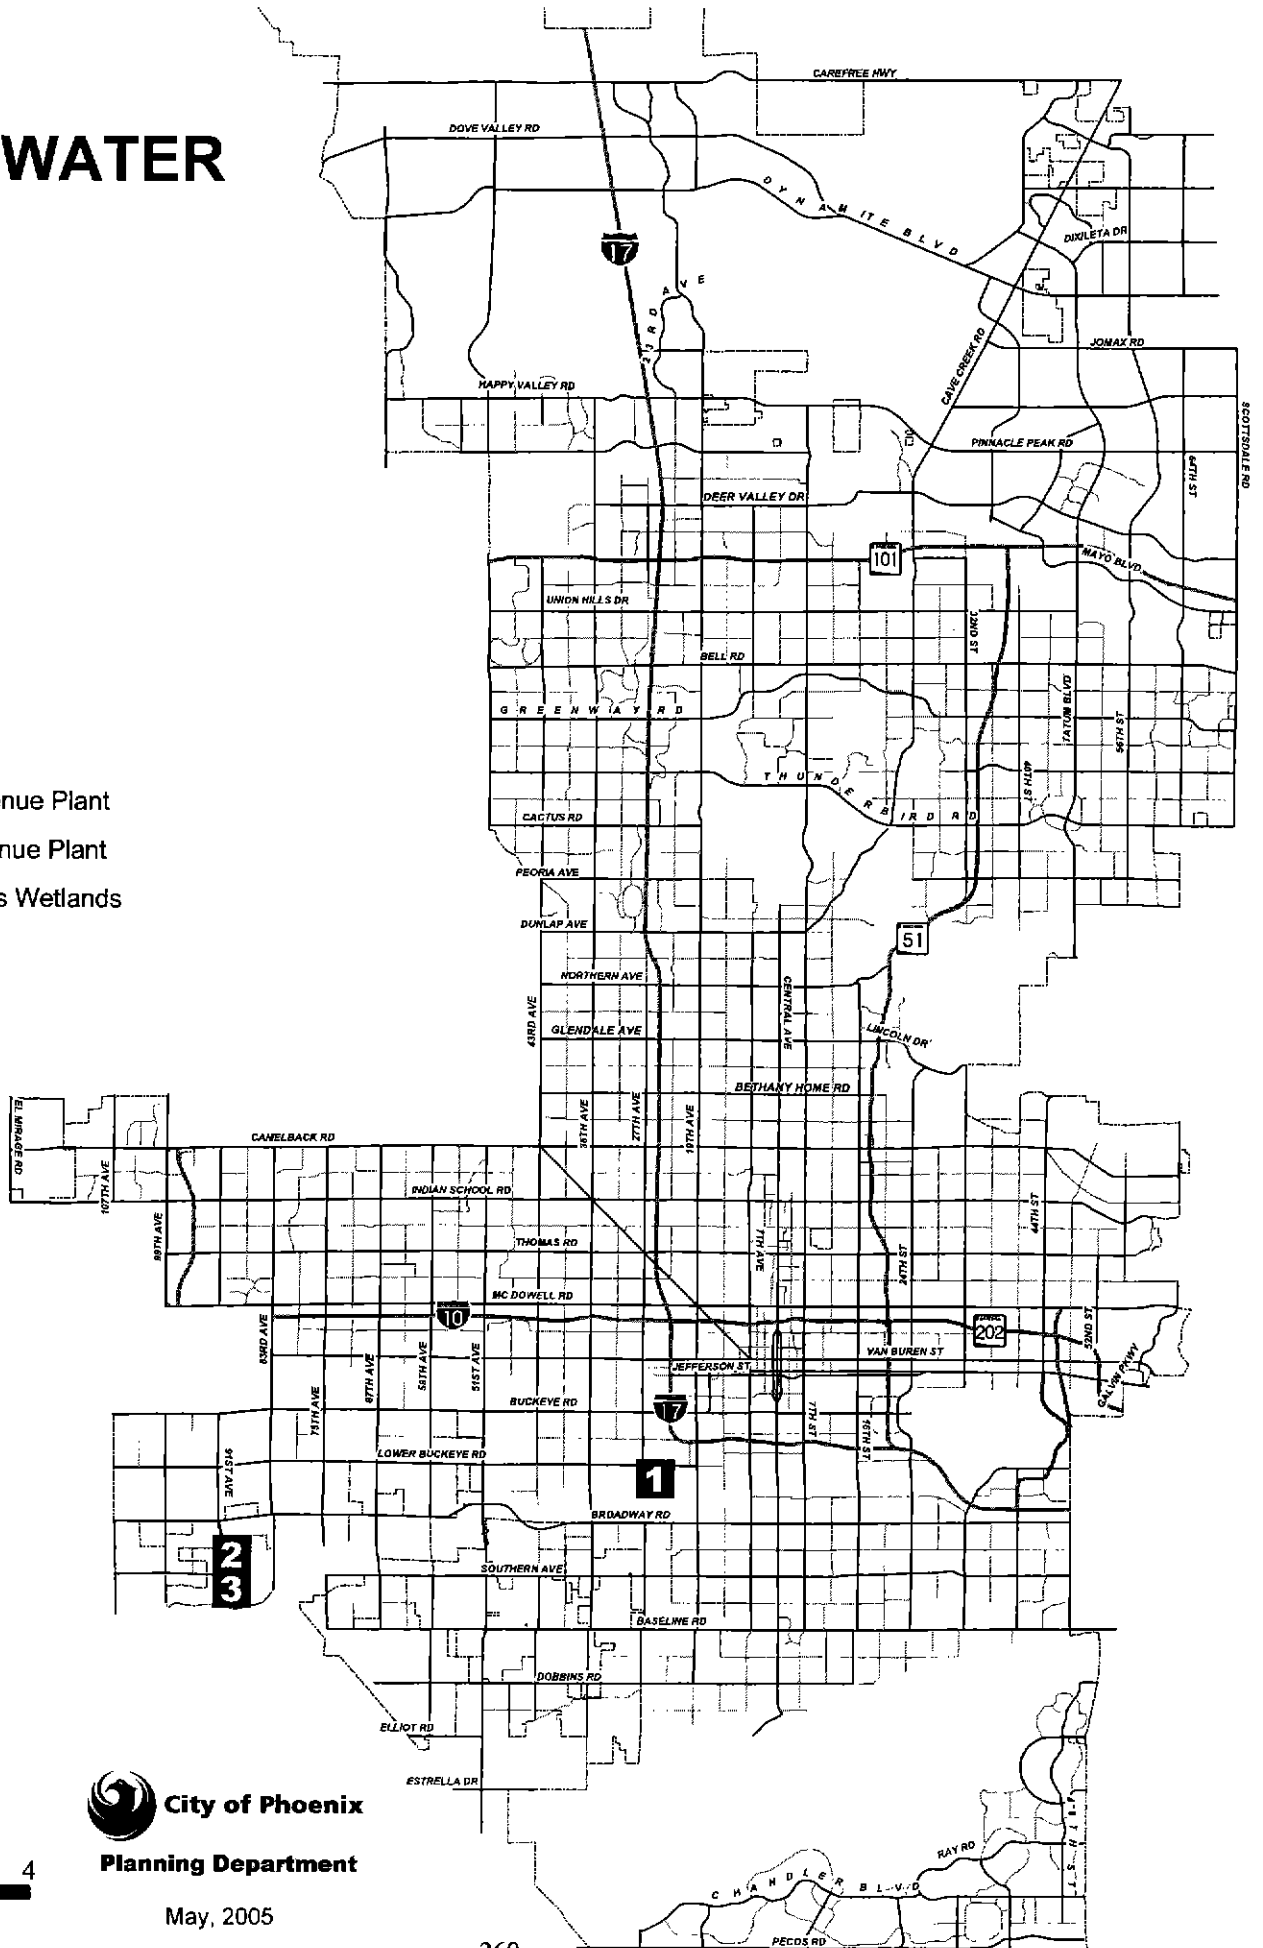 CAREFREE HWY
DOVE VALLEY RD
WATER
DYNAMITE BLVD
DIXILETA DR
17
23RD AVE
JOMAX RD
CAVE CREEK RD
HAPPY VALLEY RD
SCOTTSDALE RD
PINNACLE PEAK RD
64TH ST
DEER VALLEY DR
101
MAYO BLVD
UNION HILLS DR
32ND ST
BELL RD
TATUM BLVD
GREENWAY RD
56TH ST
40TH ST
THUNDERBIRD RD
nue Plant
CACTUS RD
nue Plant
PEORIA AVE
s Wetlands
DUNLAP AVE
51
NORTHERN AVE
CENTRAL AVE
43RD AVE
GLENDALE AVE
LINCOLN DR
BETHANY HOME RD
EL MIRAGE RD
35TH AVE
27TH AVE
19TH AVE
CAMELBACK RD
107TH AVE
INDIAN SCHOOL RD
44TH ST
99TH AVE
THOMAS RD
7TH AVE
24TH ST
MC DOWELL RD
10
202
52ND ST
83RD AVE
VAN BUREN ST
JEFFERSON ST
67TH AVE
59TH AVE
51ST AVE
GALVIN PKWY
75TH AVE
BUCKEYE RD
17
7TH ST
16TH ST
LOWER BUCKEYE RD
91ST AVE
1
BROADWAY RD
2
3
SOUTHERN AVE
BASELINE RD
DOBBINS RD
ELLIOT RD
ESTRELLA DR
City of Phoenix
48TH ST
RAY RD
Planning Department
4
CHANDLER BLVD
May, 2005
PECOS RD
260